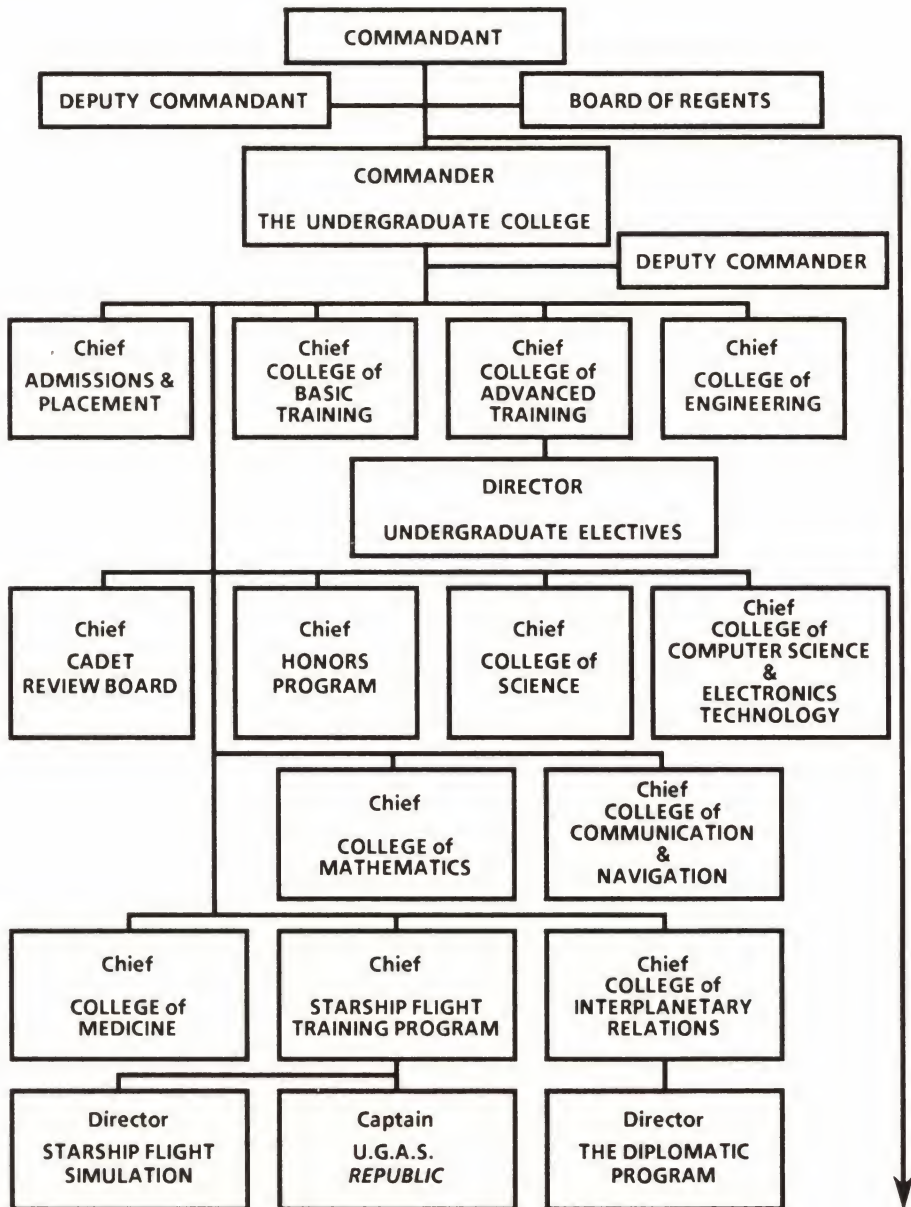 COMMANDANT
DEPUTY COMMANDANT
BOARD OF REGENTS
COMMANDER
THE UNDERGRADUATE COLLEGE
DEPUTY COMMANDER
Chief
ADMISSIONS &
PLACEMENT
Chief
COLLEGE of
BASIC
TRAINING
Chief
COLLEGE of
ADVANCED
TRAINING
Chief
COLLEGE of
ENGINEERING
DIRECTOR
UNDERGRADUATE ELECTIVES
Chief
CADET
REVIEW BOARD
Chief
HONORS
PROGRAM
Chief
COLLEGE of
SCIENCE
Chief
COLLEGE of
COMPUTER SCIENCE
&
ELECTRONICS
TECHNOLOGY
Chief
COLLEGE of
MATHEMATICS
Chief
COLLEGE of
COMMUNICATION
&
NAVIGATION
Chief
COLLEGE of
MEDICINE
Chief
STARSHIP FLIGHT
TRAINING PROGRAM
Chief
COLLEGE of
INTERPLANETARY
RELATIONS
Director
STARSHIP FLIGHT
SIMULATION
Captain
U.G.A.S.
REPUBLIC
Director
THE DIPLOMATIC
PROGRAM